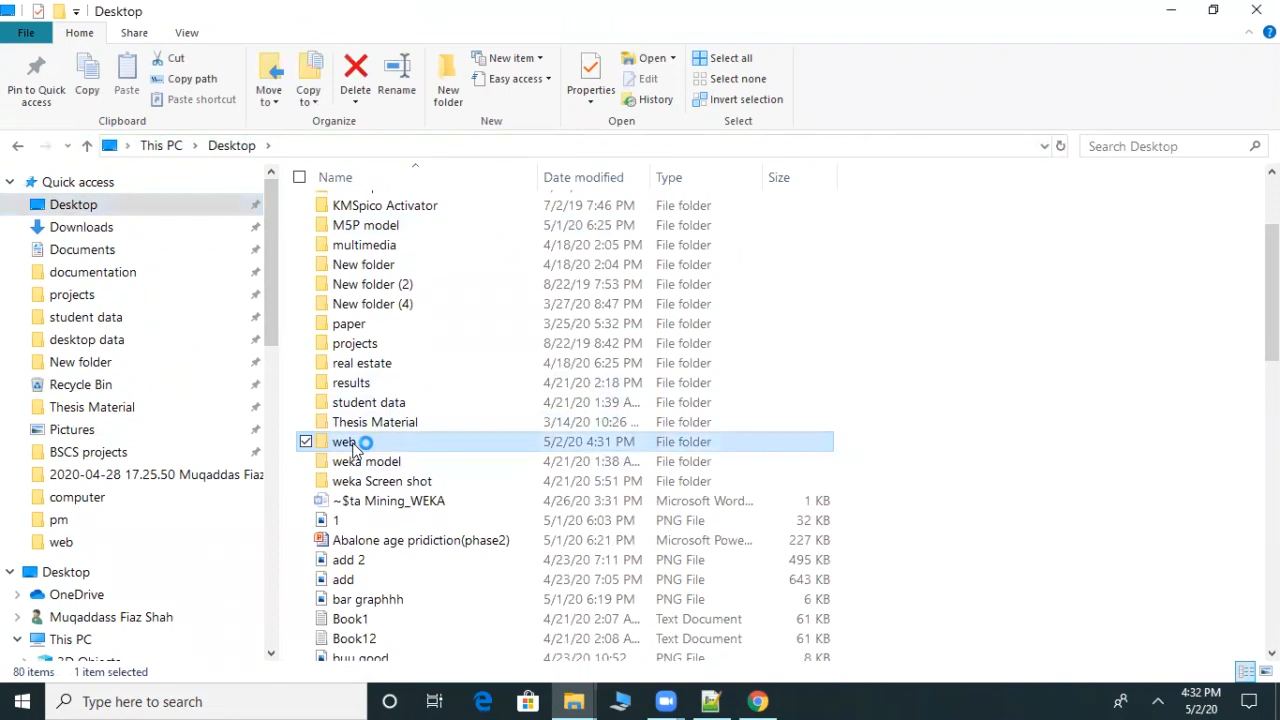 Desktop
File Home Share View
Pin to Quick access
Copy
Paste
Cut
Copy path
Paste shortcut
Clipboard
Move to
Copy to
Delete
Rename
Organize
New folder
New item
Easy access
New
Properties
Open
Edit
History
Open
Select all
Select none
Invert selection
Select
This PC Desktop
Search Desktop
Quick access
Desktop
Downloads
Documents
documentation
projects
student data
desktop data
New folder
Recycle Bin
Thesis Material
Pictures
BSCS projects
2020-04-28 17.25.50 Muqaddas Fiaz
computer
pm
web
Desktop
OneDrive
Muqaddass Fiaz Shah
This PC
3D Objects
Name Date modified Type Size
KMSpico Activator 7/2/19 7:46 PM File folder
M5P model 5/1/20 6:25 PM File folder
multimedia 4/18/20 2:05 PM File folder
New folder 4/18/20 2:04 PM File folder
New folder (2) 8/22/19 7:53 PM File folder
New folder (4) 3/27/20 8:47 PM File folder
paper 3/25/20 5:32 PM File folder
projects 8/22/19 8:42 PM File folder
real estate 4/18/20 6:25 PM File folder
results 4/21/20 2:18 PM File folder
student data 4/21/20 1:39 A... File folder
Thesis Material 3/14/20 10:26 ... File folder
web 5/2/20 4:31 PM File folder
weka model 4/21/20 1:38 A... File folder
weka Screen shot 4/21/20 5:51 PM File folder
~$ta Mining_WEKA 4/26/20 3:31 PM Microsoft Word... 1 KB
1 5/1/20 6:03 PM PNG File 32 KB
Abalone age pridiction(phase2) 5/1/20 6:21 PM Microsoft Powe... 227 KB
add 2 4/23/20 7:11 PM PNG File 495 KB
add 4/23/20 7:05 PM PNG File 643 KB
bar graphhh 5/1/20 6:19 PM PNG File 6 KB
Book1 4/21/20 2:07 A... Text Document 61 KB
Book12 4/21/20 2:08 A... Text Document 61 KB
buu good 4/23/20 10:52 PNG File 8 KB
80 items 1 item selected
Type here to search
4:32 PM
5/2/20